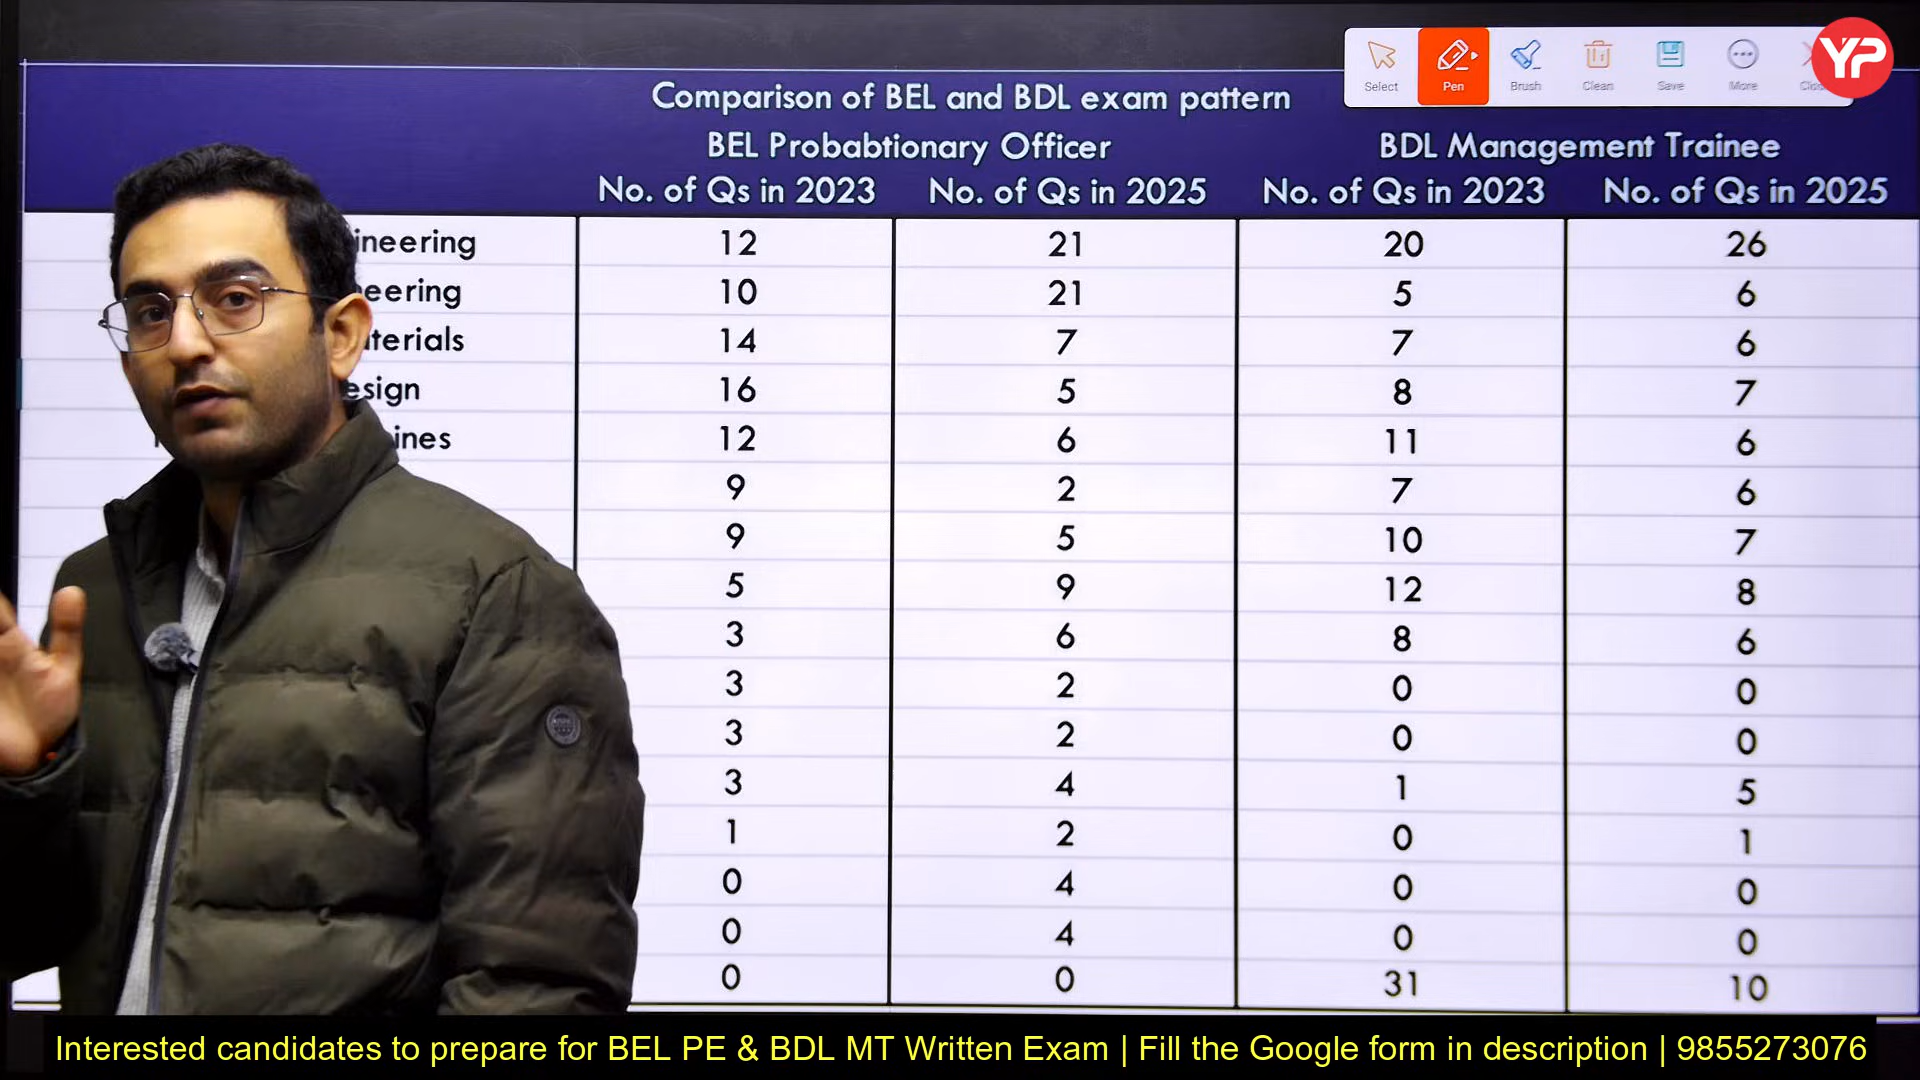 Select Pen Brush Clean Save More
YP
Comparison of BEL and BDL exam pattern
BEL Probabtionary Officer BDL Management Trainee
No. of Qs in 2023 No. of Qs in 2025 No. of Qs in 2023 No. of Qs in 2025
ineering 12 21 20 26
eering 10 21 5 6
terials 14 7 7 6
esign 16 5 8 7
ines 12 6 11 6
9 2 7 6
9 5 10 7
5 9 12 8
3 6 8 6
3 2 0 0
3 2 0 0
3 4 1 5
1 2 0 1
0 4 0 0
0 4 0 0
0 0 31 10
Interested candidates to prepare for BEL PE & BDL MT Written Exam | Fill the Google form in description | 9855273076